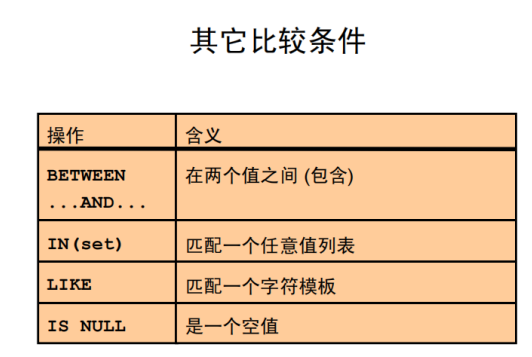 其它比较条件
操作 含义
BETWEEN 在两个值之间 (包含)
...AND...
IN(set) 匹配一个任意值列表
LIKE 匹配一个字符模板
IS NULL 是一个空值